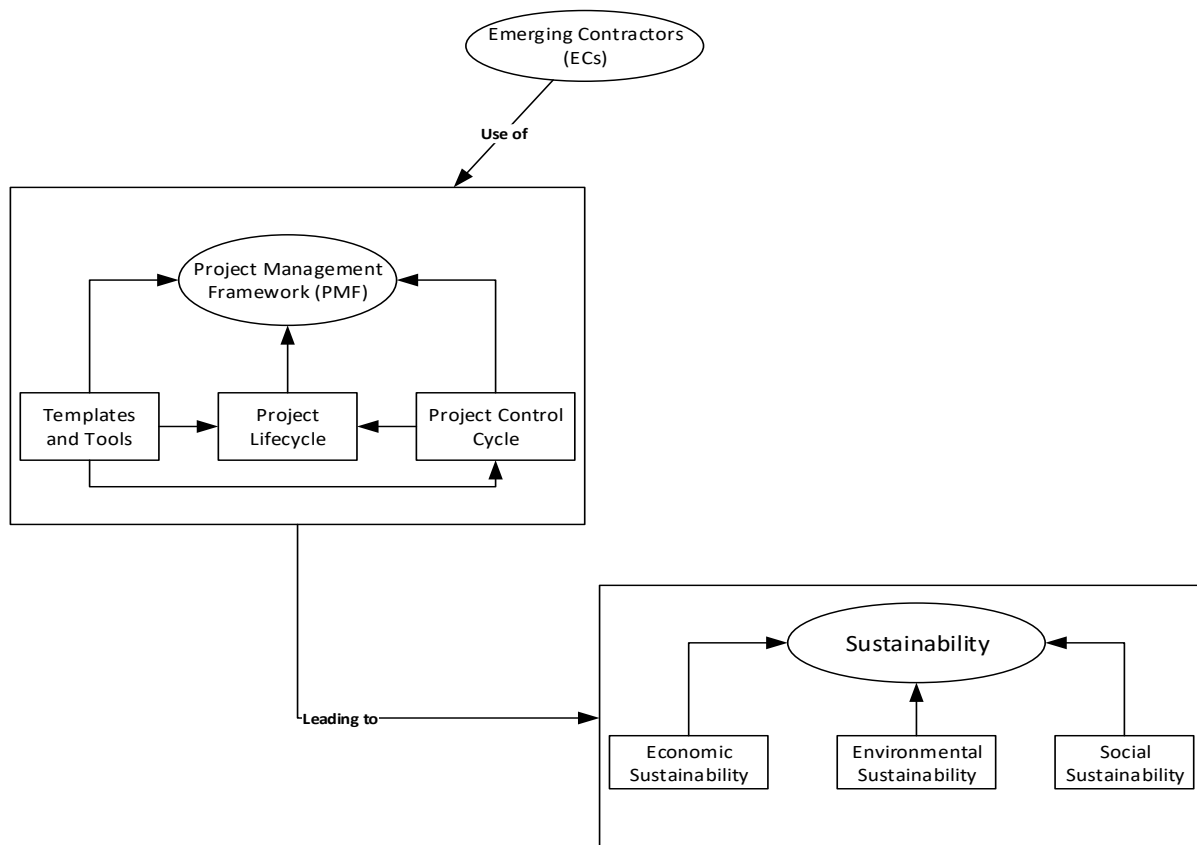 Emerging Contractors
(ECs)
Use of
Project Management
Framework (PMF)
Templates
and Tools
Project
Lifecycle
Project Control
Cycle
Leading to
Sustainability
Economic
Sustainability
Environmental
Sustainability
Social
Sustainability